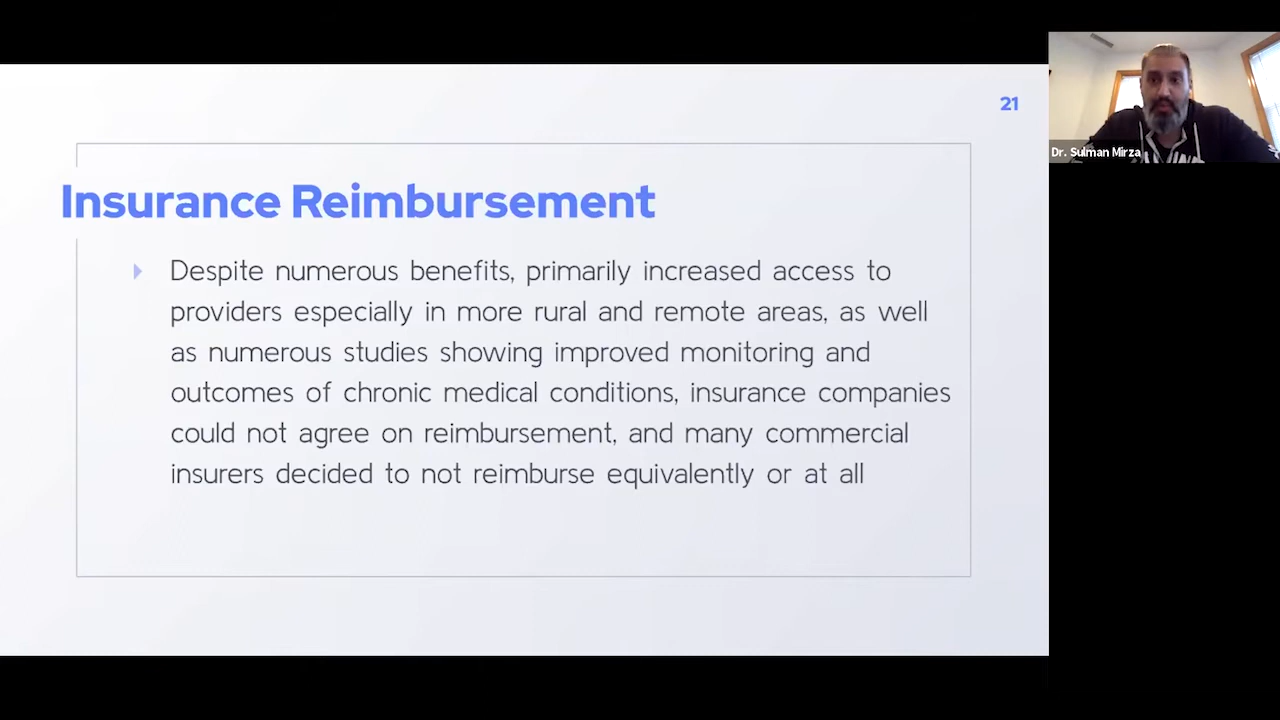 21
Insurance Reimbursement
Despite numerous benefits, primarily increased access to
providers especially in more rural and remote areas, as well
as numerous studies showing improved monitoring and
outcomes of chronic medical conditions, insurance companies
could not agree on reimbursement, and many commercial
insurers decided to not reimburse equivalently or at all
Dr. Sulman Mirza